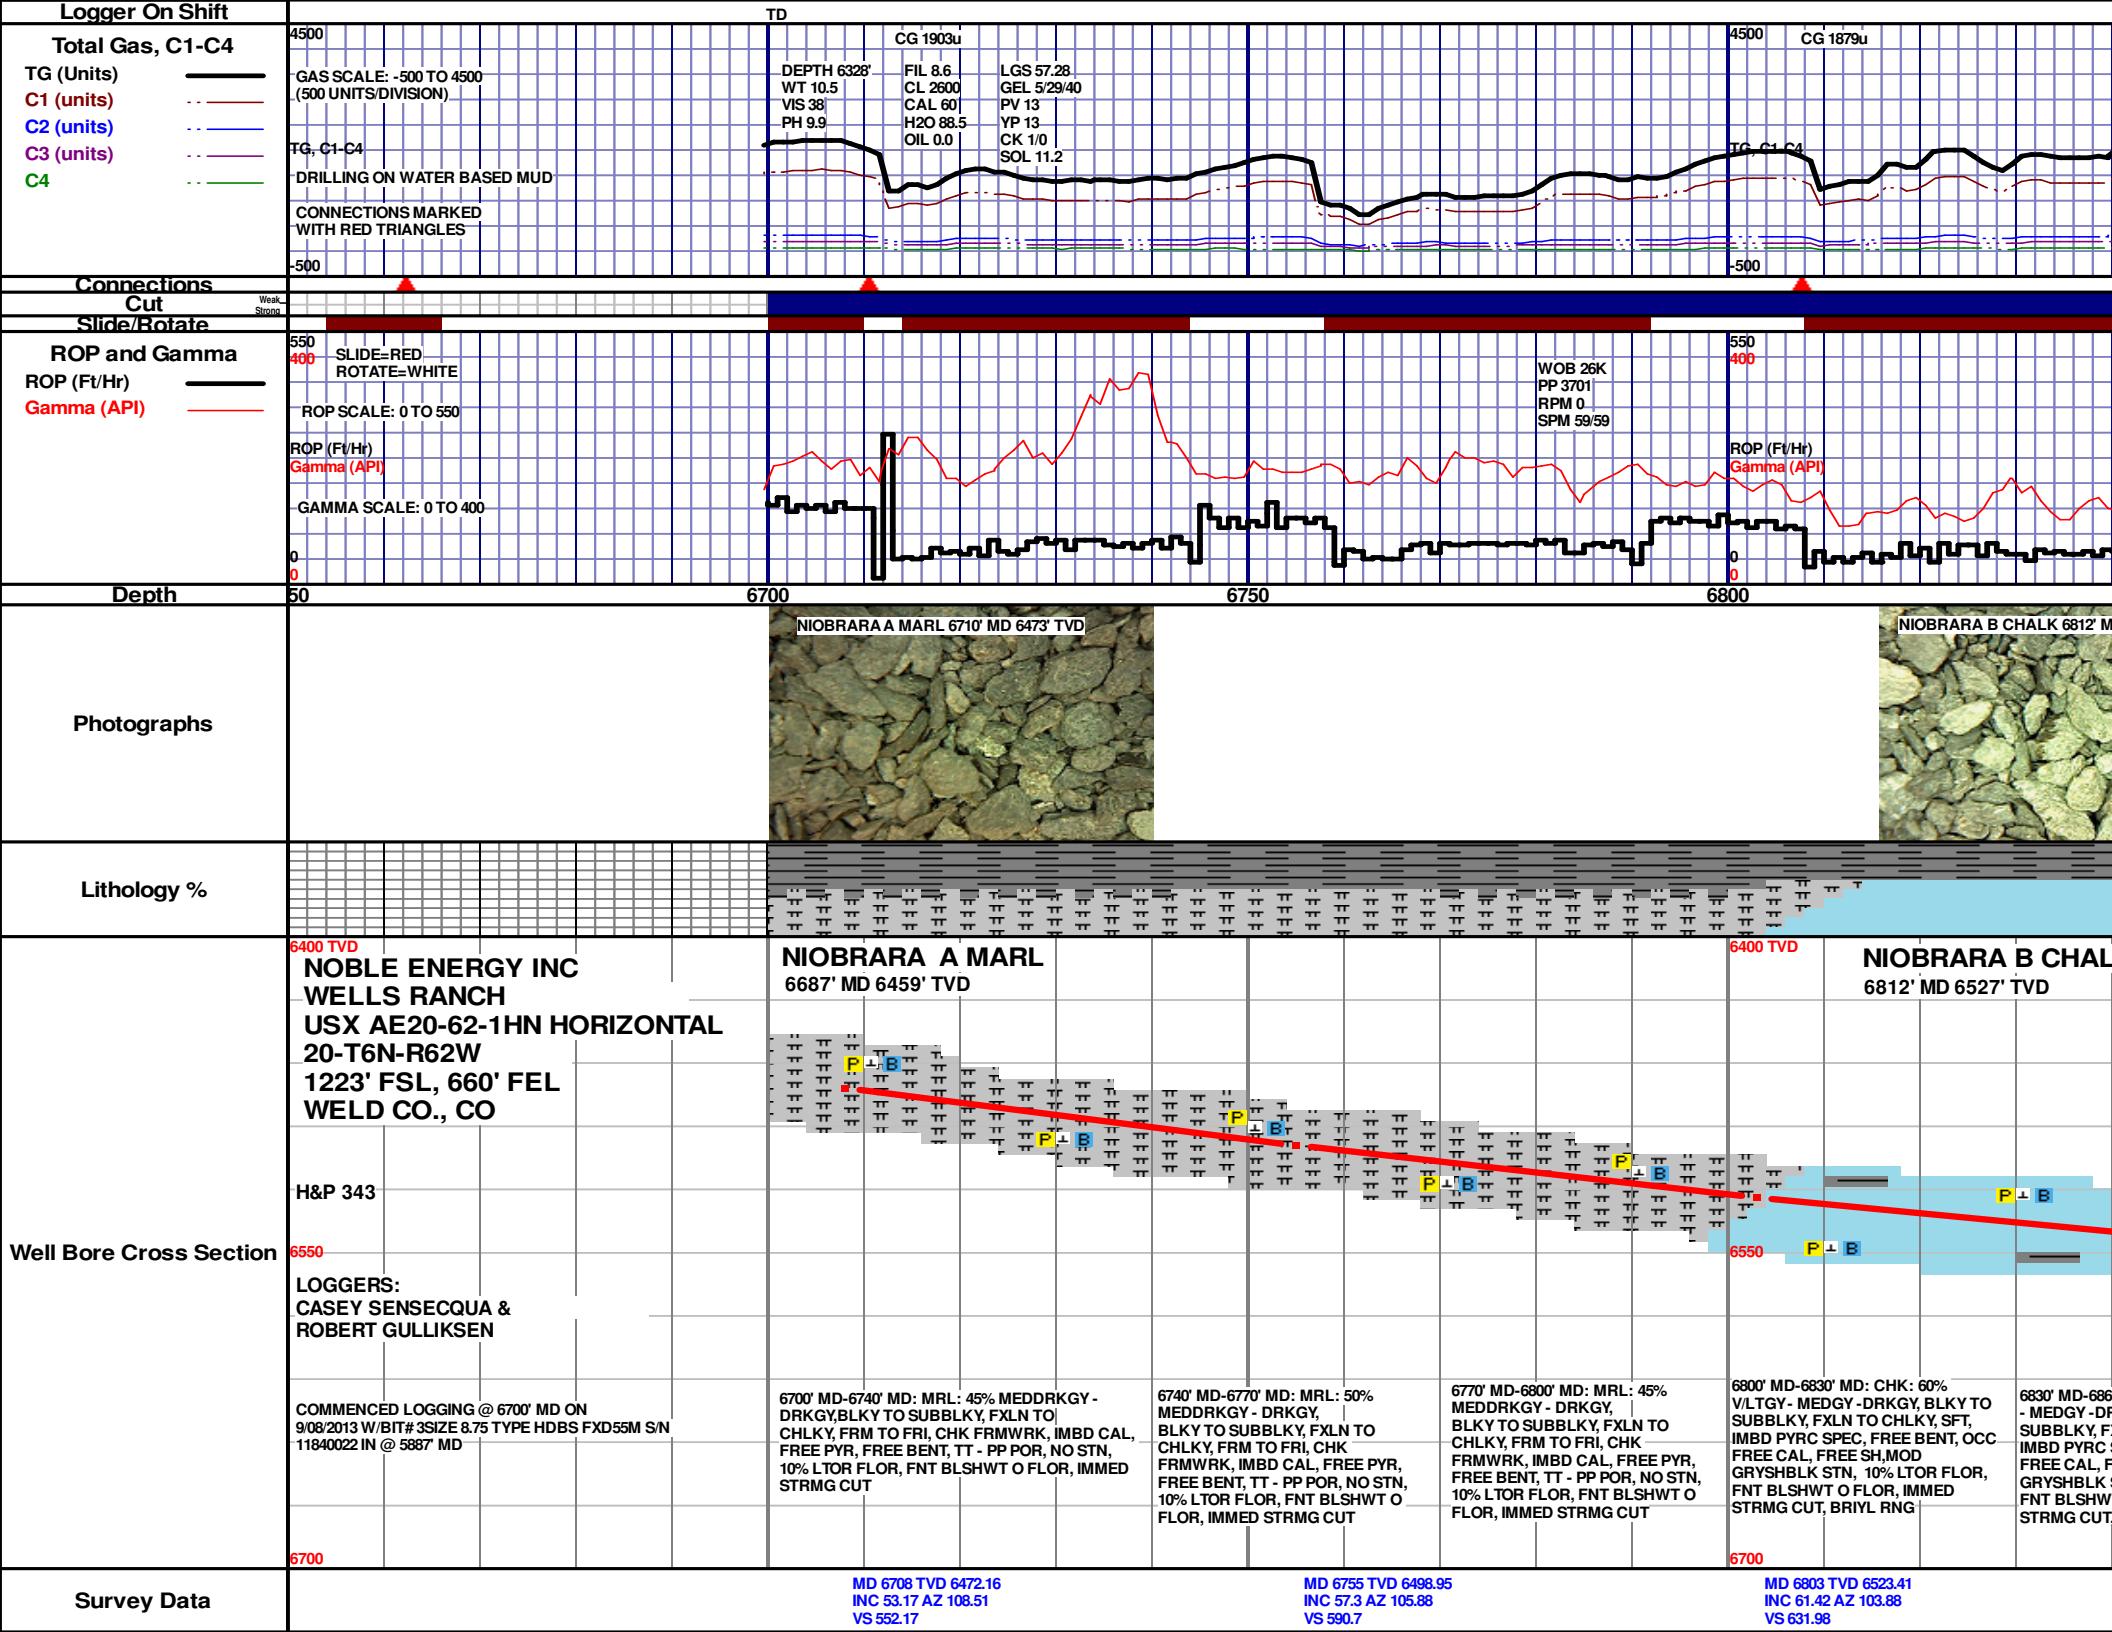 Logger On Shift
TD
Total Gas, C1-C4
TG (Units)
C1 (units)
C2 (units)
C3 (units)
C4
4500
GAS SCALE: -500 TO 4500
(500 UNITS/DIVISION)
TG, C1-C4
DRILLING ON WATER BASED MUD
CONNECTIONS MARKED
WITH RED TRIANGLES
-500
CG 1903u
DEPTH 6328'
WT 10.5
VIS 38
PH 9.9
FIL 8.6
CL 2600
CAL 60
H2O 88.5
OIL 0.0
LGS 57.28
GEL 5/29/40
PV 13
YP 13
CK 1/0
SOL 11.2
4500
CG 1879u
TG, C1-C4
-500
Connections
Cut
Weak
Strong
Slide/Rotate
ROP and Gamma
ROP (Ft/Hr)
Gamma (API)
550
400
SLIDE=RED
ROTATE=WHITE
ROP SCALE: 0 TO 550
ROP (Ft/Hr)
Gamma (API)
GAMMA SCALE: 0 TO 400
0
0
WOB 26K
PP 3701
RPM 0
SPM 59/59
550
400
ROP (Ft/Hr)
Gamma (API)
0
0
Depth
50
6700
6750
6800
Photographs
NIOBRARA A MARL 6710' MD 6473' TVD
NIOBRARA B CHALK 6812' M
Lithology %
Well Bore Cross Section
6400 TVD
NOBLE ENERGY INC
WELLS RANCH
USX AE20-62-1HN HORIZONTAL
20-T6N-R62W
1223' FSL, 660' FEL
WELD CO., CO
H&P 343
6550
LOGGERS:
CASEY SENSECQUA &
ROBERT GULLIKSEN
COMMENCED LOGGING @ 6700' MD ON
9/08/2013 W/BIT# 3SIZE 8.75 TYPE HDBS FXD55M S/N
11840022 IN @ 5887' MD
6700
NIOBRARA A MARL
6687' MD 6459' TVD
P B
P B
P B
P B
P B
P B
P B
6400 TVD
NIOBRARA B CHAL
6812' MD 6527' TVD
6550
6700
6700' MD-6740' MD: MRL: 45% MEDDRKGY -
DRKGY,BLKY TO SUBBLKY, FXLN TO
CHLKY, FRM TO FRI, CHK FRMWRK, IMBD CAL,
FREE PYR, FREE BENT, TT - PP POR, NO STN,
10% LTOR FLOR, FNT BLSHWT O FLOR, IMMED
STRMG CUT
6740' MD-6770' MD: MRL: 50%
MEDDRKGY - DRKGY,
BLKY TO SUBBLKY, FXLN TO
CHLKY, FRM TO FRI, CHK
FRMWRK, IMBD CAL, FREE PYR,
FREE BENT, TT - PP POR, NO STN,
10% LTOR FLOR, FNT BLSHWT O
FLOR, IMMED STRMG CUT
6770' MD-6800' MD: MRL: 45%
MEDDRKGY - DRKGY,
BLKY TO SUBBLKY, FXLN TO
CHLKY, FRM TO FRI, CHK
FRMWRK, IMBD CAL, FREE PYR,
FREE BENT, TT - PP POR, NO STN,
10% LTOR FLOR, FNT BLSHWT O
FLOR, IMMED STRMG CUT
6800' MD-6830' MD: CHK: 60%
V/LTGY- MEDGY -DRKGY, BLKY TO
SUBBLKY, FXLN TO CHLKY, SFT,
IMBD PYRC SPEC, FREE BENT, OCC
FREE CAL, FREE SH,MOD
GRYSHBLK STN, 10% LTOR FLOR,
FNT BLSHWT O FLOR, IMMED
STRMG CUT, BRIYL RNG
6830' MD-686
- MEDGY -DR
SUBBLKY, F
IMBD PYRC
FREE CAL, F
GRYSHBLK
FNT BLSHW
STRMG CUT
Survey Data
MD 6708 TVD 6472.16
INC 53.17 AZ 108.51
VS 552.17
MD 6755 TVD 6498.95
INC 57.3 AZ 105.88
VS 590.7
MD 6803 TVD 6523.41
INC 61.42 AZ 103.88
VS 631.98